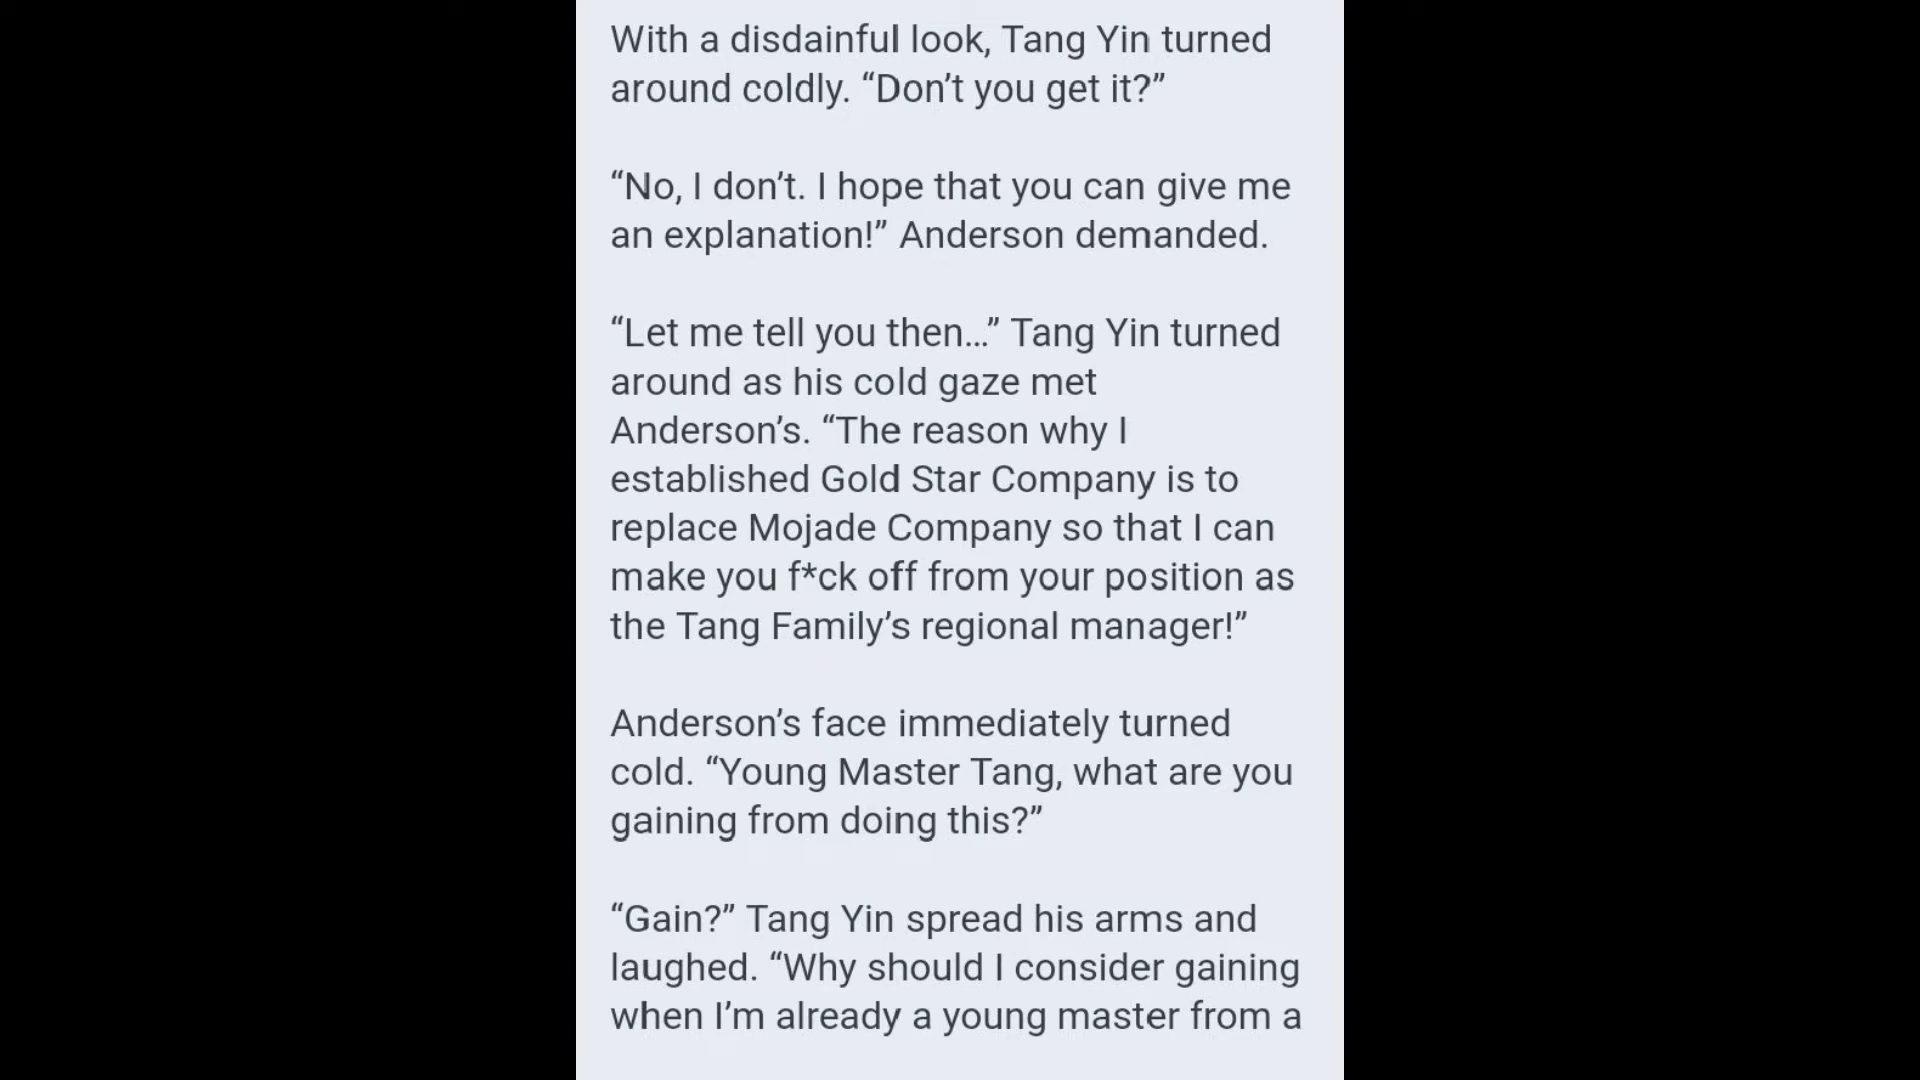 With a disdainful look, Tang Yin turned
around coldly. “Don’t you get it?”
“No, I don’t. I hope that you can give me
an explanation!” Anderson demanded.
“Let me tell you then…” Tang Yin turned
around as his cold gaze met
Anderson’s. “The reason why I
established Gold Star Company is to
replace Mojade Company so that I can
make you f*ck off from your position as
the Tang Family’s regional manager!”
Anderson’s face immediately turned
cold. “Young Master Tang, what are you
gaining from doing this?”
“Gain?” Tang Yin spread his arms and
laughed. “Why should I consider gaining
when I’m already a young master from a